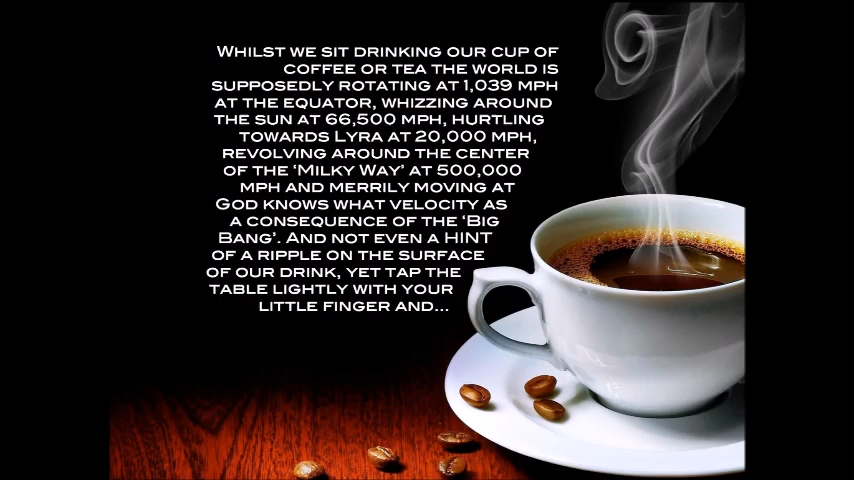 Whilst we sit drinking our cup of
coffee or tea the world is
supposedly rotating at 1,039 mph
at the equator, whizzing around
the sun at 66,500 mph, hurtling
towards Lyra at 20,000 mph,
revolving around the center
of the ‘Milky Way’ at 500,000
mph and merrily moving at
God knows what velocity as
a consequence of the ‘Big
Bang’. And not even a HINT
of a ripple on the surface
of our drink, yet tap the
table lightly with your
little finger and...